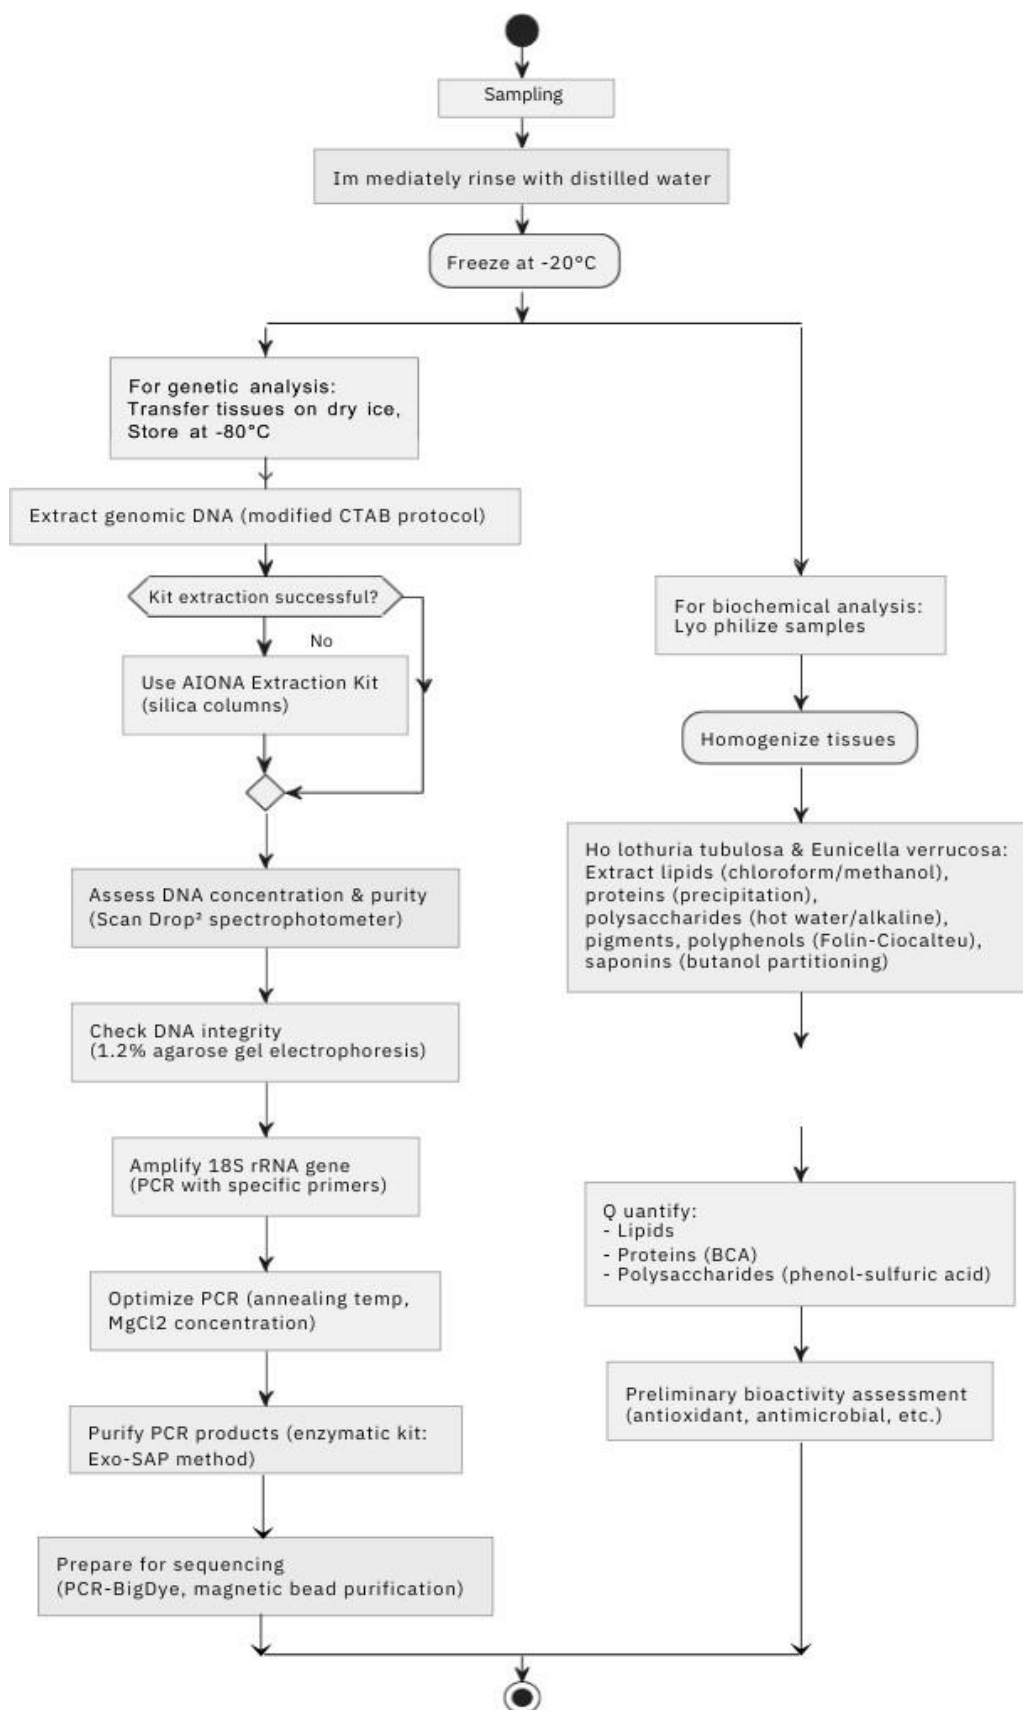 Sampling
Im mediately rinse with distilled water
Freeze at -20°C
For genetic analysis:
Transfer tissues on dry ice,
Store at -80°C
Extract genomic DNA (modified CTAB protocol)
Kit extraction successful?
No
Use AIONA Extraction Kit
(silica columns)
Assess DNA concentration & purity
(Scan Drop² spectrophotometer)
Check DNA integrity
(1.2% agarose gel electrophoresis)
Amplify 18S rRNA gene
(PCR with specific primers)
Optimize PCR (annealing temp,
MgCl2 concentration)
Purify PCR products (enzymatic kit:
Exo-SAP method)
Prepare for sequencing
(PCR-BigDye, magnetic bead purification)
For biochemical analysis:
Lyo philize samples
Homogenize tissues
Ho lothuria tubulosa & Eunicella verrucosa:
Extract lipids (chloroform/methanol),
proteins (precipitation),
polysaccharides (hot water/alkaline),
pigments, polyphenols (Folin-Ciocalteu),
saponins (butanol partitioning)
Q uantify:
- Lipids
- Proteins (BCA)
- Polysaccharides (phenol-sulfuric acid)
Preliminary bioactivity assessment
(antioxidant, antimicrobial, etc.)